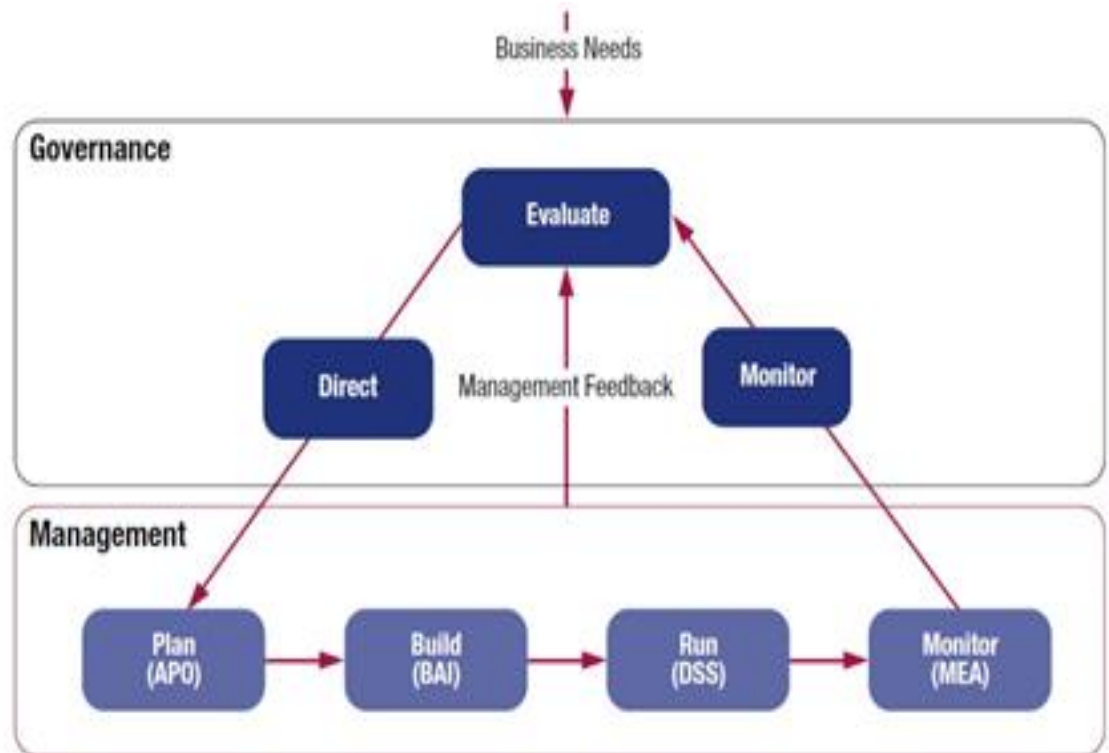 Business Needs
Governance
Evaluate
Direct
Management Feedback
Monitor
Management
Plan
(APO)
Build
(BAI)
Run
(DSS)
Monitor
(MEA)